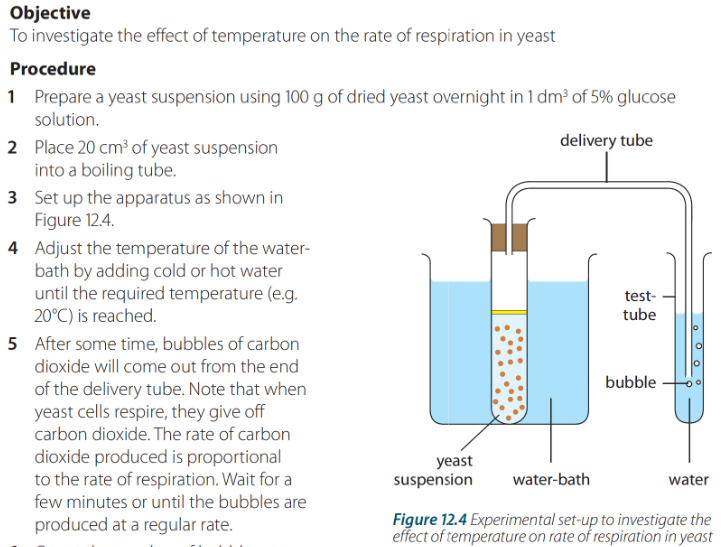 Objective
To investigate the effect of temperature on the rate of respiration in yeast
Procedure
1 Prepare a yeast suspension using 100 g of dried yeast overnight in 1 dm³ of 5% glucose
solution.
2 Place 20 cm³ of yeast suspension
into a boiling tube.
3 Set up the apparatus as shown in
Figure 12.4.
4 Adjust the temperature of the water-
bath by adding cold or hot water
until the required temperature (e.g.
20°C) is reached.
5 After some time, bubbles of carbon
dioxide will come out from the end
of the delivery tube. Note that when
yeast cells respire, they give off
carbon dioxide. The rate of carbon
dioxide produced is proportional
to the rate of respiration. Wait for a
few minutes or until the bubbles are
produced at a regular rate.
delivery tube
test-
tube
bubble
yeast
suspension
water-bath
water
Figure 12.4 Experimental set-up to investigate the
effect of temperature on rate of respiration in yeast